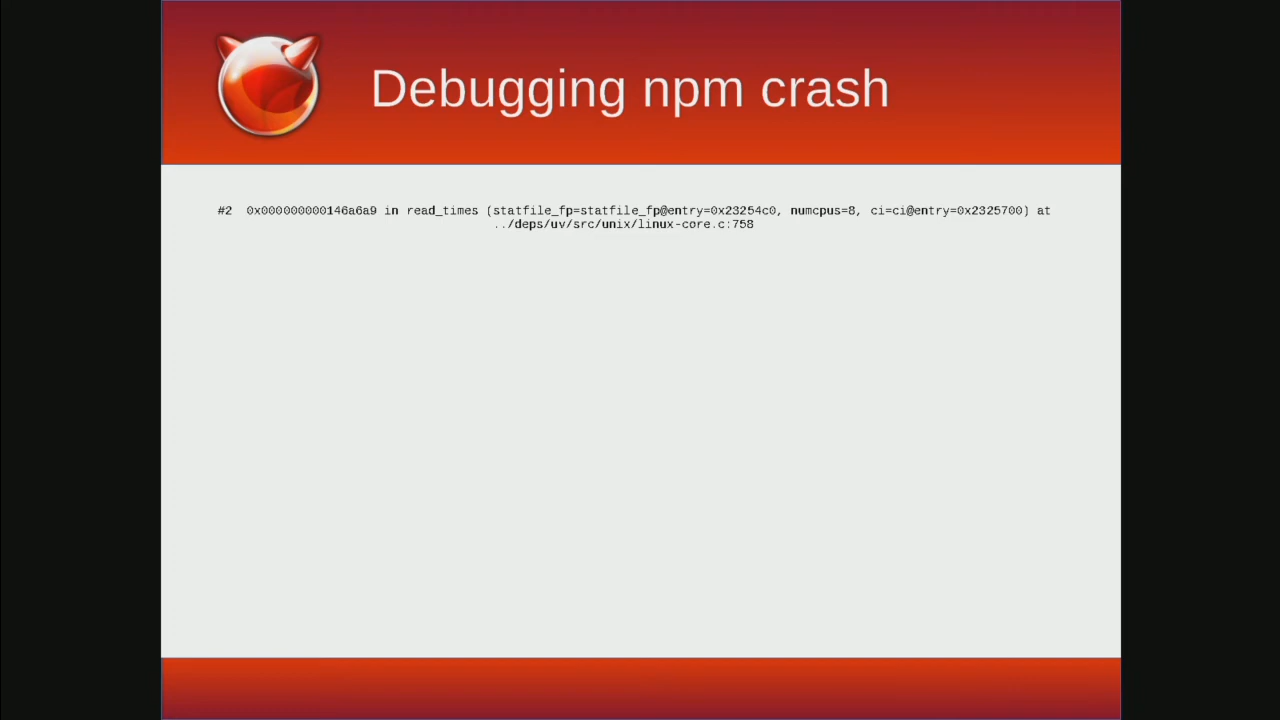 Debugging npm crash
#2  0x000000000146a6a9 in read_times (statfile_fp=statfile_fp@entry=0x23254c0, numcpus=8, ci=ci@entry=0x2325700) at
../deps/uv/src/unix/linux-core.c:758